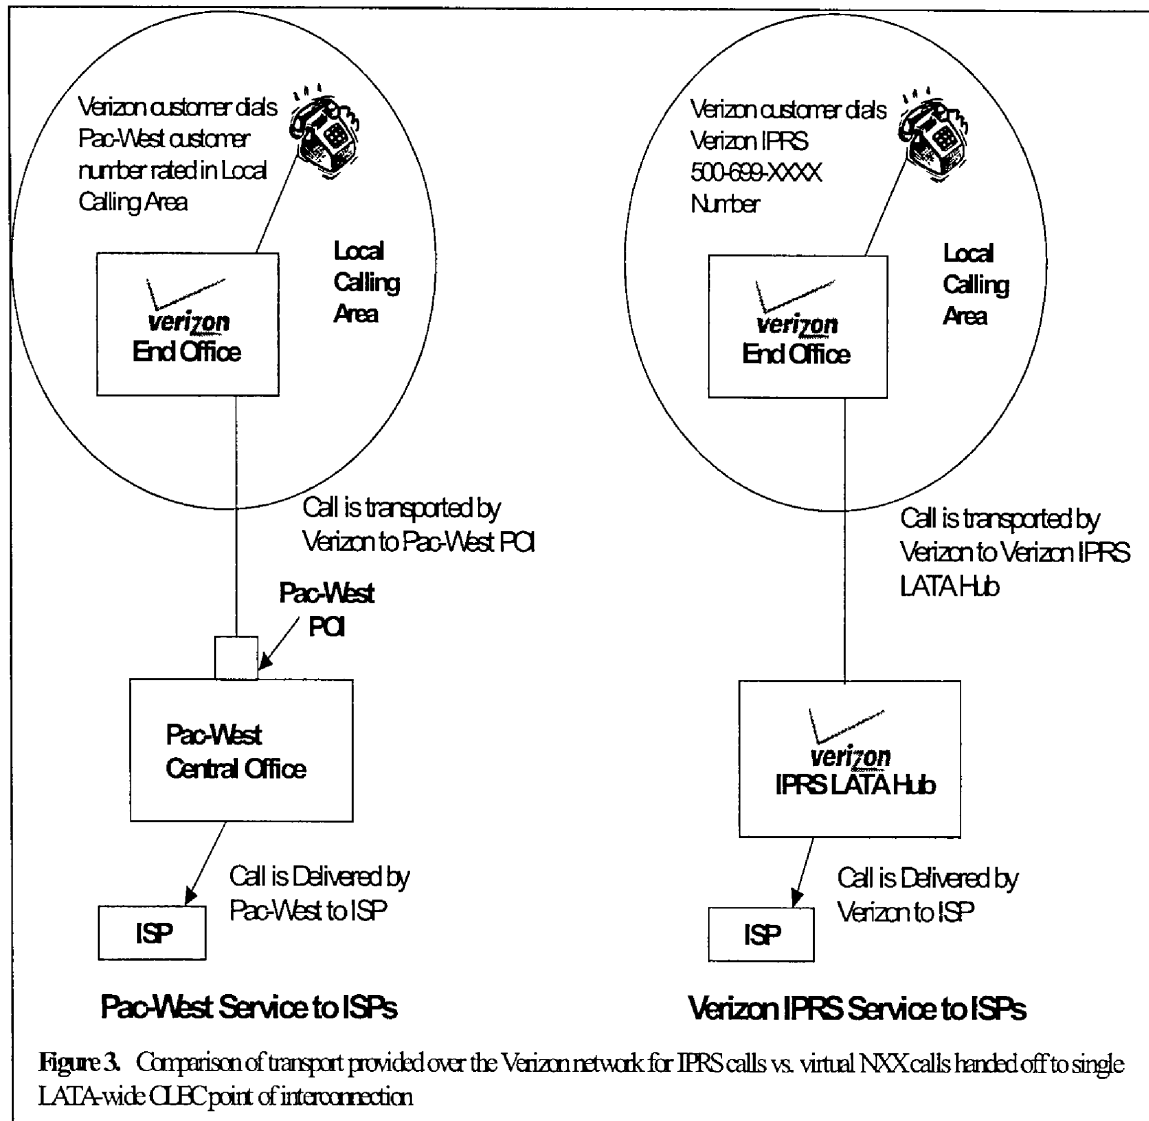 Verizon customer dials
Pac-West customer
number rated in Local
Calling Area
Local
Calling
Area
verizon
End Office
Call is transported by
Verizon to Pac-West POI
Pac-West
POI
Pac-West
Central Office
Call is Delivered by
Pac-West to ISP
ISP
Pac-West Service to ISPs
Verizon customer dials
Verizon IPRS
500-699-XXXX
Number
Local
Calling
Area
verizon
End Office
Call is transported by
Verizon to Verizon IPRS
LATA Hub
verizon
IPRS LATA Hub
Call is Delivered by
Verizon to ISP
ISP
Verizon IPRS Service to ISPs
Figure 3. Comparison of transport provided over the Verizon network for IPRS calls vs. virtual NXX calls handed off to single
LATA-wide CLEC point of interconnection